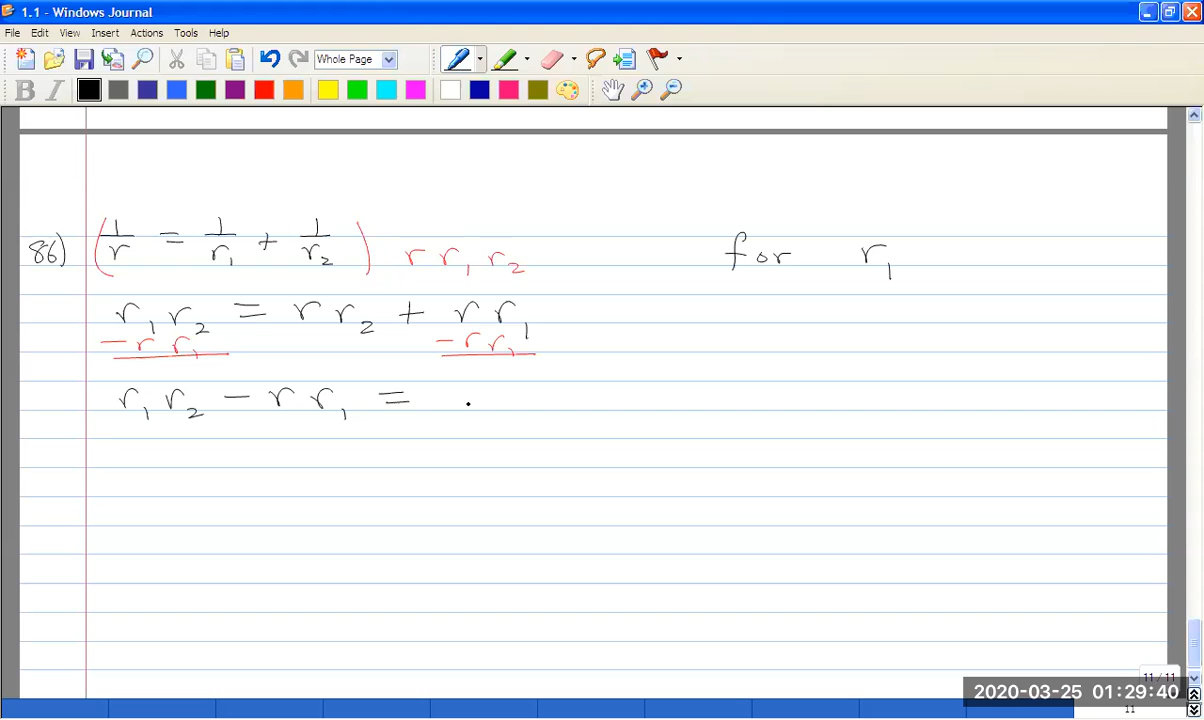 1.1 - Windows Journal
File Edit View Insert Actions Tools Help
Whole Page
B I
86) ( 1/r = 1/r₁ + 1/r₂ ) r r₁ r₂ for r₁
r₁ r₂ = r r₂ + r r₁
- r r₁ - r r₁
r₁ r₂ - r r₁ =
11 / 11
2020-03-25 01:29:40
11